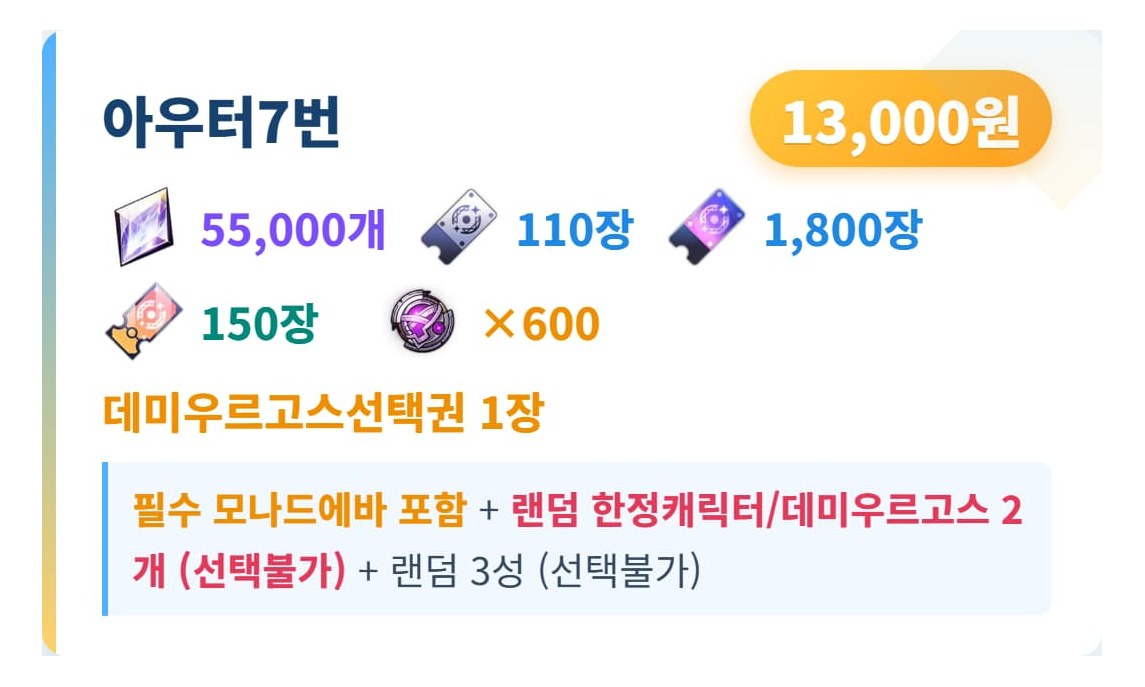 아우터7번
13,000원
55,000개 110장 1,800장
150장 ×600
데미우르고스선택권 1장
필수 모나드에바 포함 + 랜덤 한정캐릭터/데미우르고스 2
개 (선택불가) + 랜덤 3성 (선택불가)